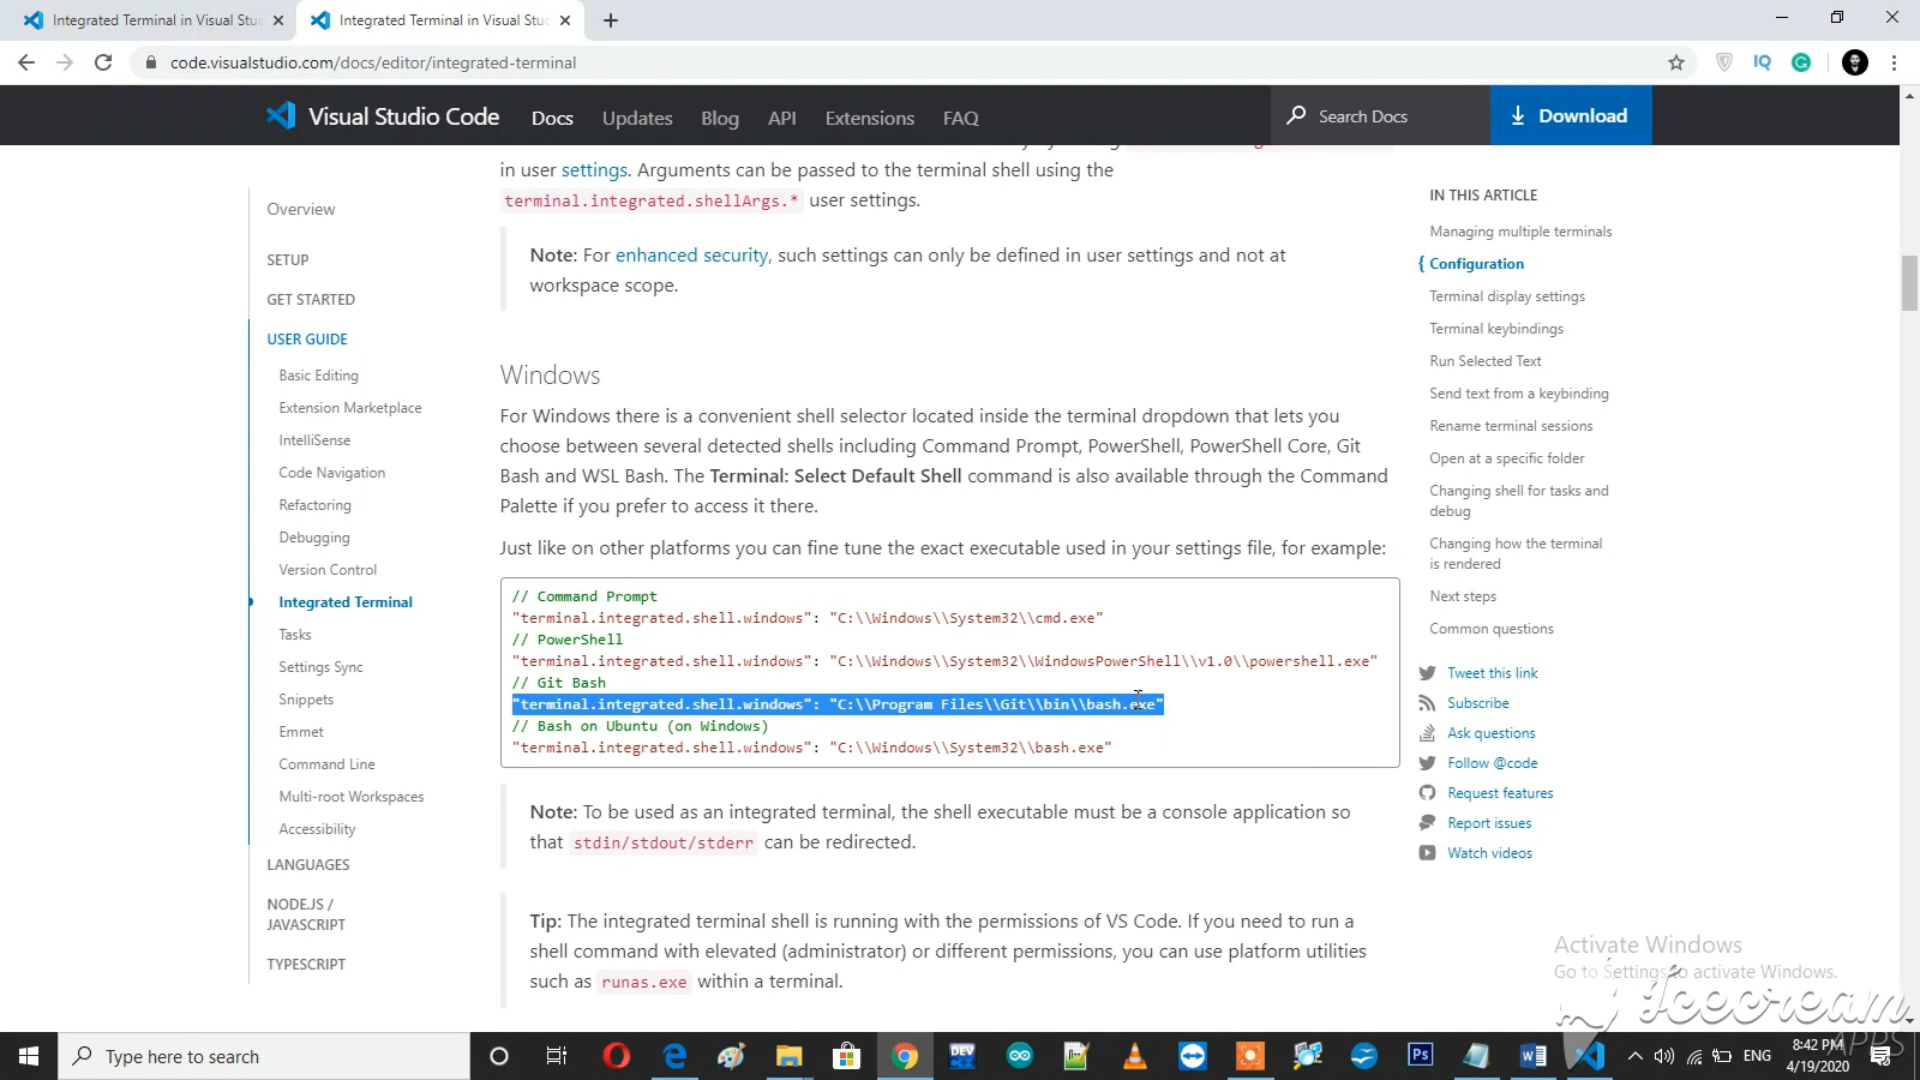 Integrated Terminal in Visual Stu
Integrated Terminal in Visual Stu
code.visualstudio.com/docs/editor/integrated-terminal
IQ
Visual Studio Code
Docs
Updates
Blog
API
Extensions
FAQ
Search Docs
Download
Overview
SETUP
GET STARTED
USER GUIDE
Basic Editing
Extension Marketplace
IntelliSense
Code Navigation
Refactoring
Debugging
Version Control
Integrated Terminal
Tasks
Settings Sync
Snippets
Emmet
Command Line
Multi-root Workspaces
Accessibility
LANGUAGES
NODE.JS /
JAVASCRIPT
TYPESCRIPT
in user settings. Arguments can be passed to the terminal shell using the
terminal.integrated.shellArgs.* user settings.
Note: For enhanced security, such settings can only be defined in user settings and not at
workspace scope.
Windows
For Windows there is a convenient shell selector located inside the terminal dropdown that lets you
choose between several detected shells including Command Prompt, PowerShell, PowerShell Core, Git
Bash and WSL Bash. The Terminal: Select Default Shell command is also available through the Command
Palette if you prefer to access it there.
Just like on other platforms you can fine tune the exact executable used in your settings file, for example:
// Command Prompt
"terminal.integrated.shell.windows": "C:\\Windows\\System32\\cmd.exe"
// PowerShell
"terminal.integrated.shell.windows": "C:\\Windows\\System32\\WindowsPowerShell\\v1.0\\powershell.exe"
// Git Bash
"terminal.integrated.shell.windows": "C:\\Program Files\\Git\\bin\\bash.exe"
// Bash on Ubuntu (on Windows)
"terminal.integrated.shell.windows": "C:\\Windows\\System32\\bash.exe"
Note: To be used as an integrated terminal, the shell executable must be a console application so
that stdin/stdout/stderr can be redirected.
Tip: The integrated terminal shell is running with the permissions of VS Code. If you need to run a
shell command with elevated (administrator) or different permissions, you can use platform utilities
such as runas.exe within a terminal.
IN THIS ARTICLE
Managing multiple terminals
{ Configuration
Terminal display settings
Terminal keybindings
Run Selected Text
Send text from a keybinding
Rename terminal sessions
Open at a specific folder
Changing shell for tasks and
debug
Changing how the terminal
is rendered
Next steps
Common questions
Tweet this link
Subscribe
Ask questions
Follow @code
Request features
Report issues
Watch videos
Activate Windows
Go to Settings to activate Windows.
Icecream
APPS
Type here to search
DEV
Ps
ENG
8:42 PM
4/19/2020